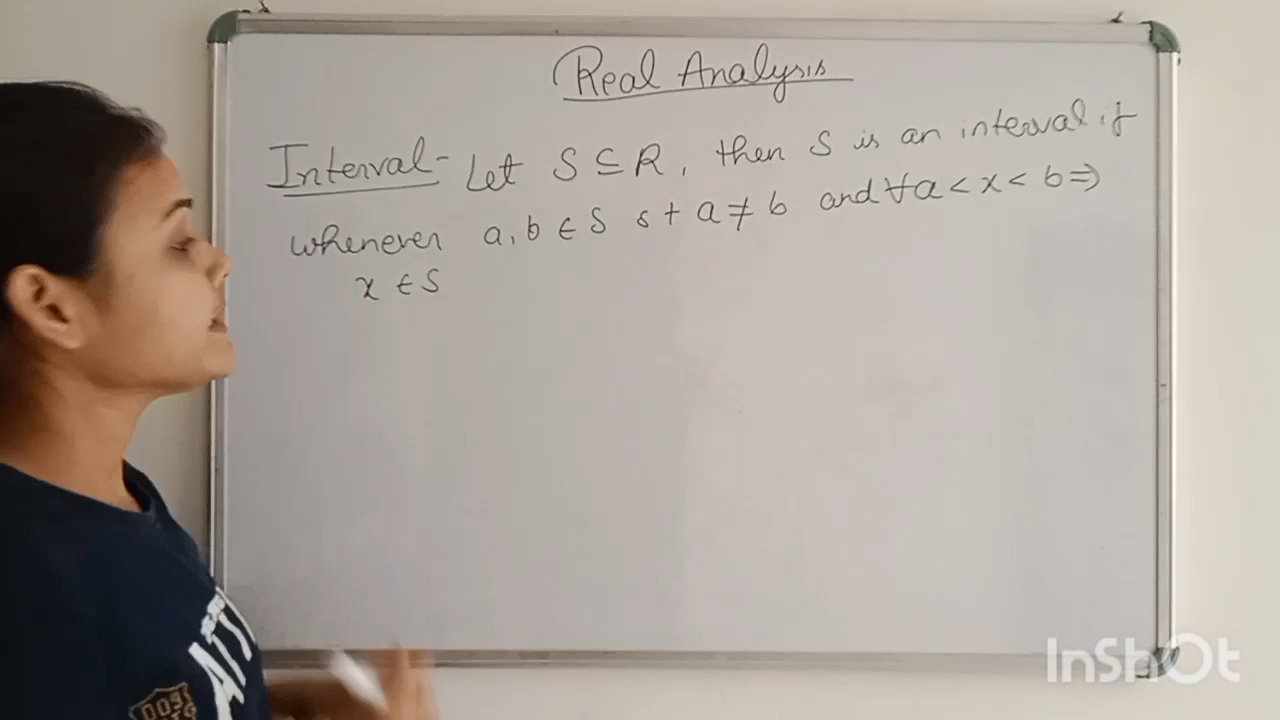 Real Analysis
Interval - Let S ⊆ R, then S is an interval if
whenever a, b ∈ S s t a ≠ b and ∀ a < x < b ⇒
x ∈ S
InShOt